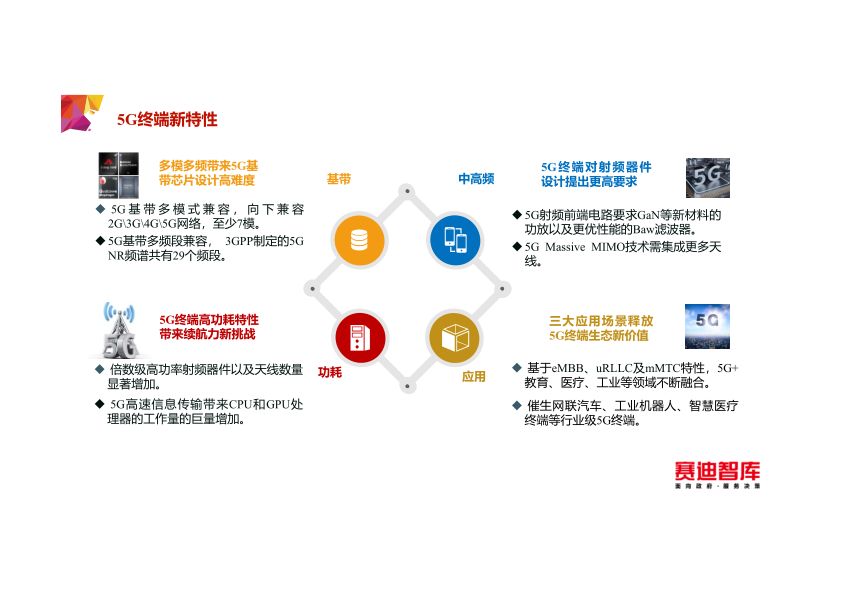 5G终端新特性
多模多频带来5G基
带芯片设计高难度
◆ 5G基带多模式兼容，向下兼容
2G\3G\4G\5G网络，至少7模。
◆ 5G基带多频段兼容， 3GPP制定的5G
NR频谱共有29个频段。
基带
中高频
5G终端对射频器件
设计提出更高要求
5G
◆ 5G射频前端电路要求GaN等新材料的
功放以及更优性能的Baw滤波器。
◆ 5G Massive MIMO技术需集成更多天
线。
5G
5G终端高功耗特性
带来续航力新挑战
◆ 倍数级高功率射频器件以及天线数量
显著增加。
◆ 5G高速信息传输带来CPU和GPU处
理器的工作量的巨量增加。
功耗
应用
三大应用场景释放
5G终端生态新价值
5G
◆ 基于eMBB、uRLLC及mMTC特性，5G+
教育、医疗、工业等领域不断融合。
◆ 催生网联汽车、工业机器人、智慧医疗
终端等行业级5G终端。
赛迪智库
面向政府·服务决策